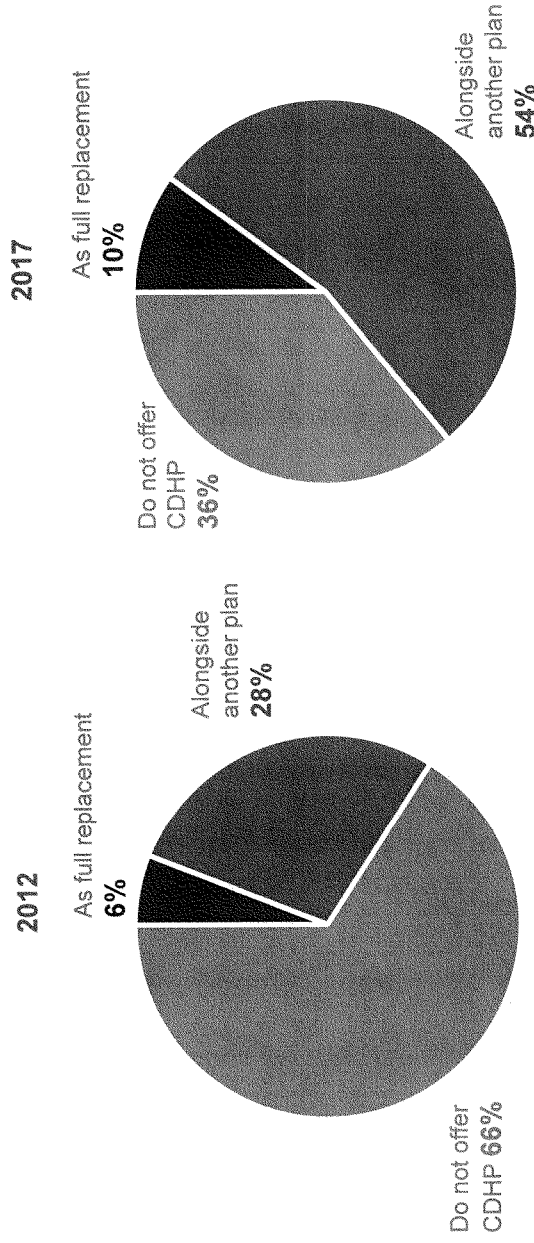 2012
As full replacement
6%
Alongside
another plan
28%
Do not offer
CDHP 66%
2017
As full replacement
10%
Do not offer
CDHP
36%
Alongside
another plan
54%